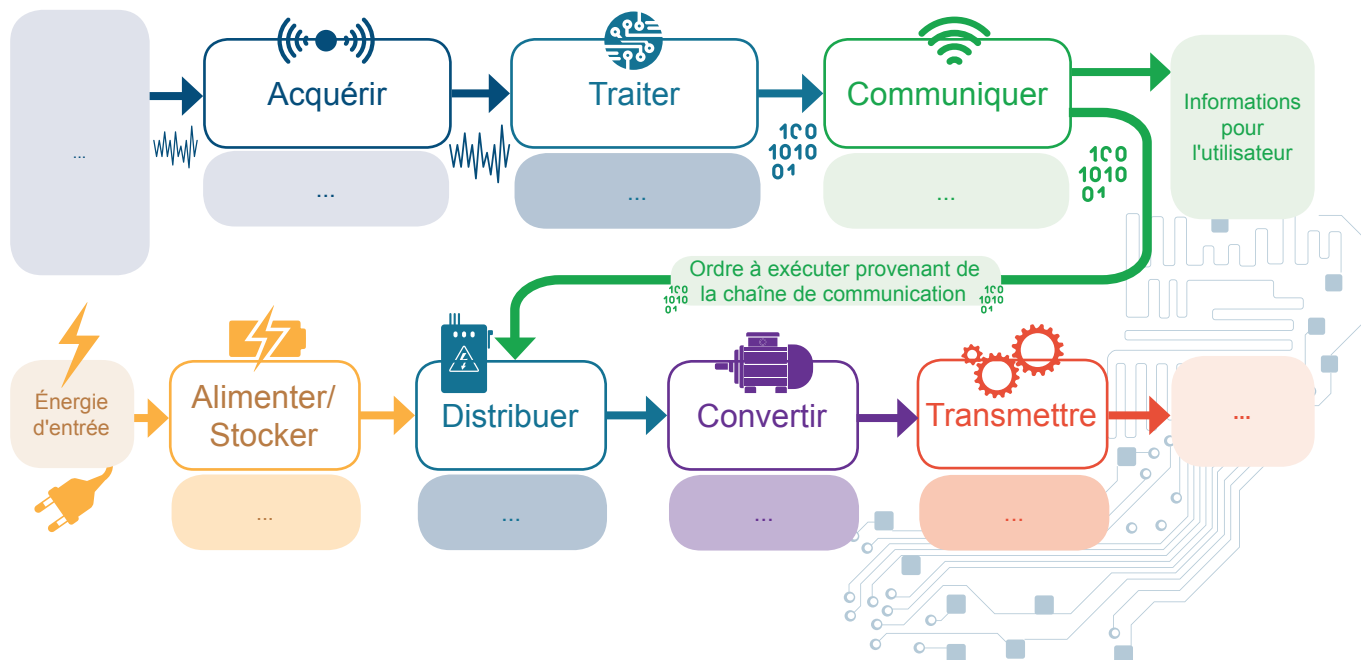 ...
Acquérir
...
Traiter
...
Communiquer
...
Informations
pour
l'utilisateur
100
1010
01
100
1010
01
Ordre à exécuter provenant de
la chaîne de communication
100
1010
01
100
1010
01
Énergie
d'entrée
Alimenter/
Stocker
...
Distribuer
...
Convertir
...
Transmettre
...
...